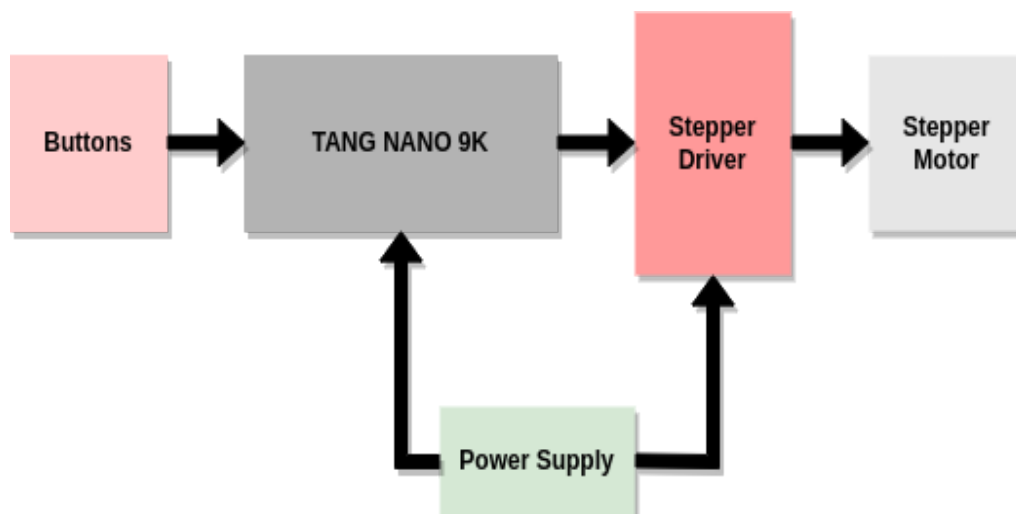 Buttons
TANG NANO 9K
Stepper
Driver
Stepper
Motor
Power Supply